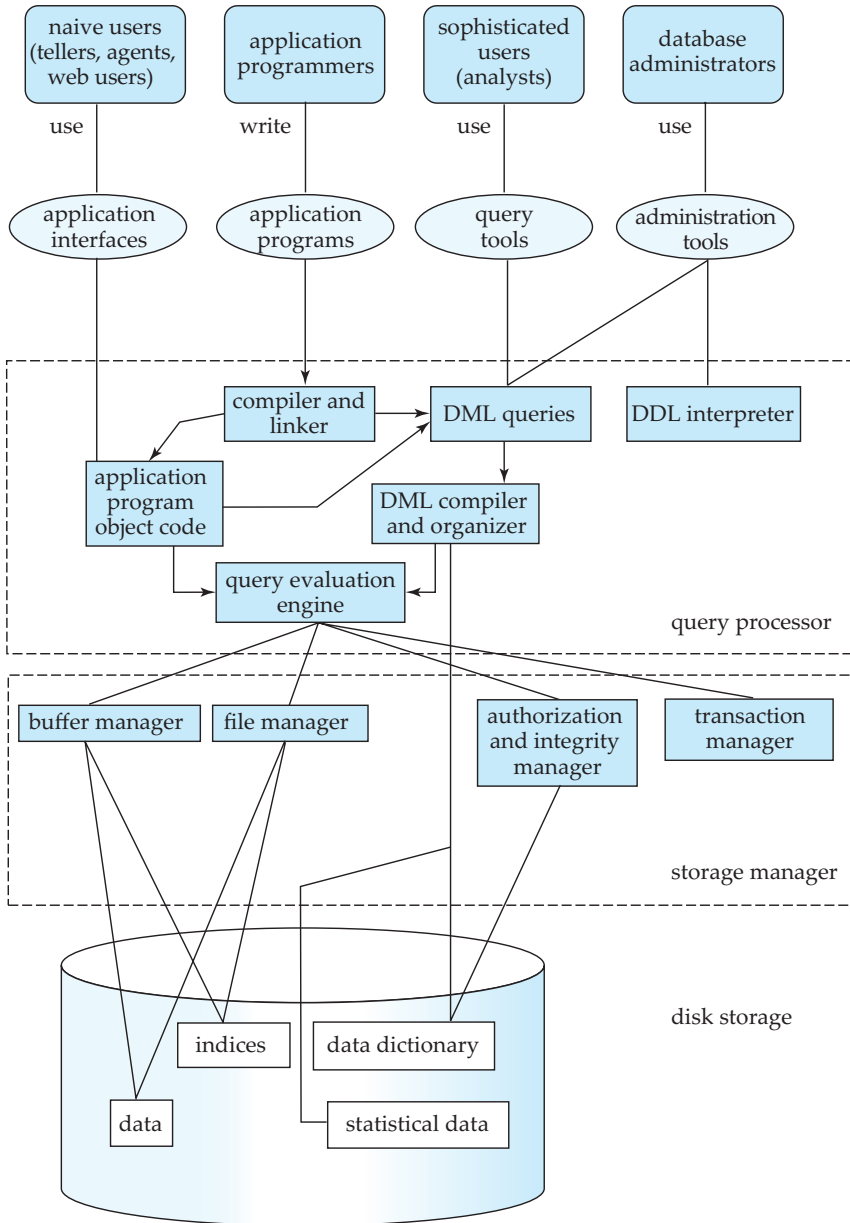 naive users
(tellers, agents,
web users)
application
programmers
sophisticated
users
(analysts)
database
administrators
use
write
use
use
application
interfaces
application
programs
query
tools
administration
tools
compiler and
linker
DML queries
DDL interpreter
application
program
object code
DML compiler
and organizer
query evaluation
engine
query processor
buffer manager
file manager
authorization
and integrity
manager
transaction
manager
storage manager
disk storage
indices
data dictionary
data
statistical data